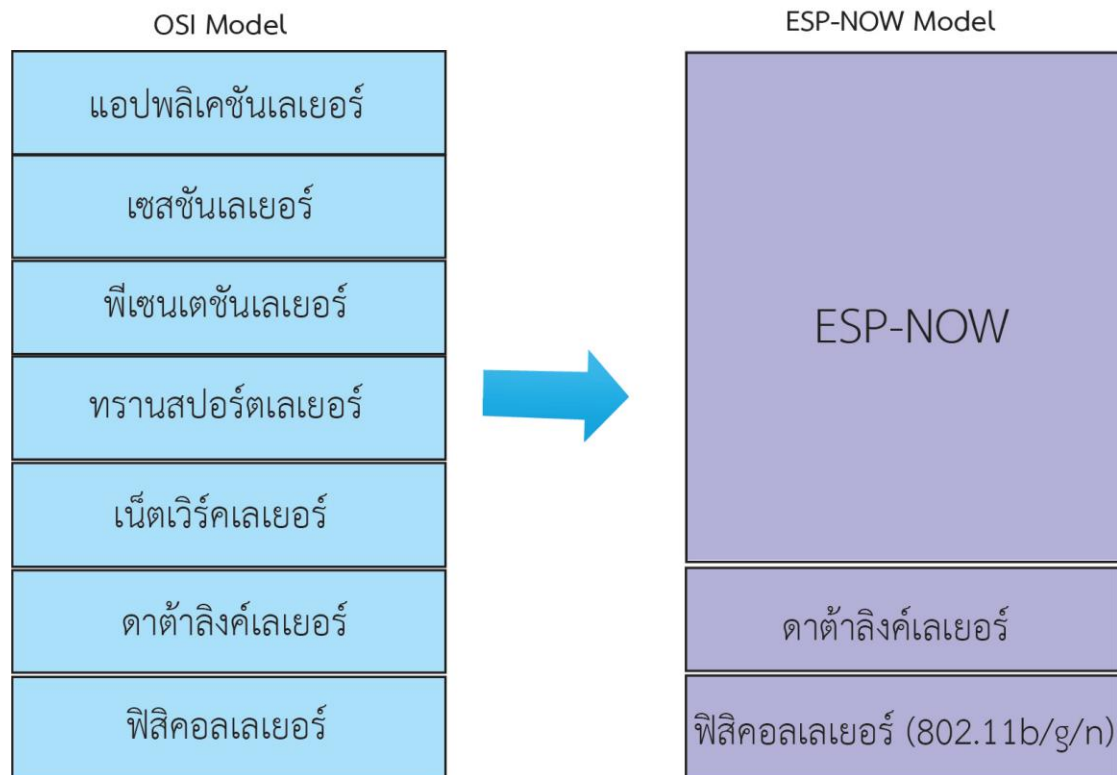 OSI Model
แอปพลิเคชันเลเยอร์
เซสชันเลเยอร์
พีเซนเตชันเลเยอร์
ทรานสปอร์ตเลเยอร์
เน็ตเวิร์คเลเยอร์
ดาต้าลิงค์เลเยอร์
ฟิสิคอลเลเยอร์
ESP-NOW Model
ESP-NOW
ดาต้าลิงค์เลเยอร์
ฟิสิคอลเลเยอร์ (802.11b/g/n)